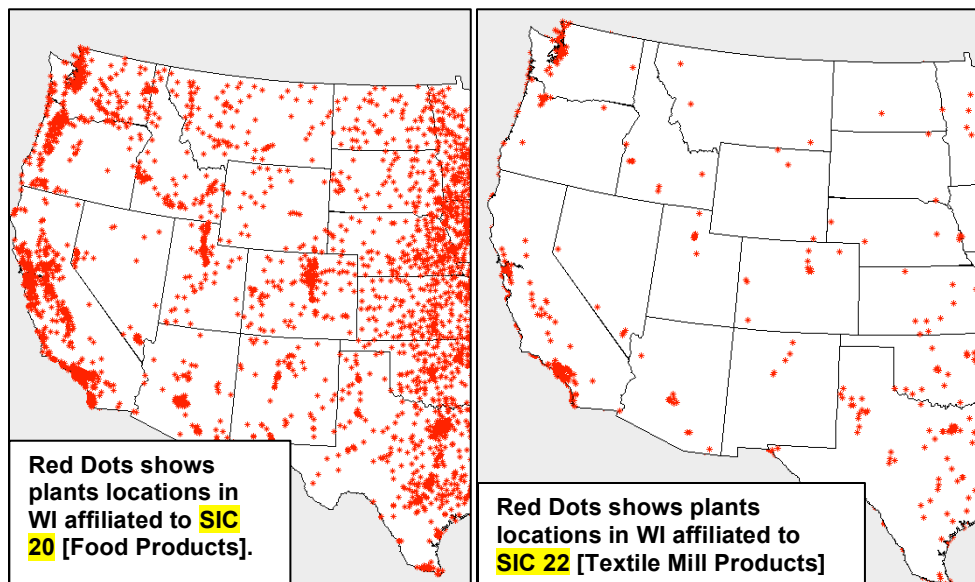 Red Dots shows
plants locations in
WI affiliated to SIC
20 [Food Products].
Red Dots shows plants
locations in WI affiliated to
SIC 22 [Textile Mill Products]